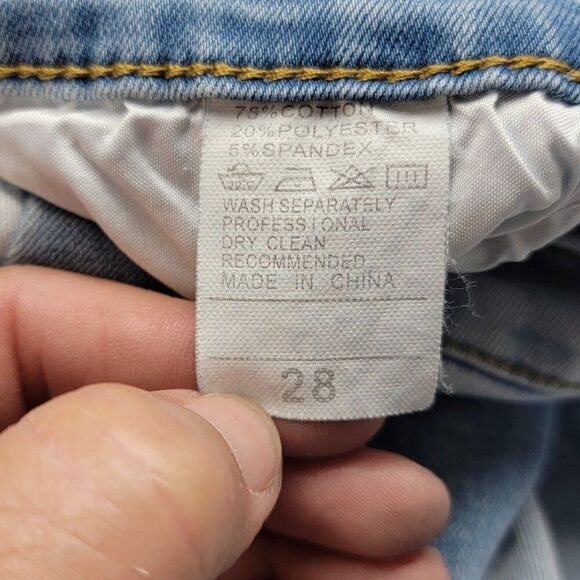 75%COTTON
20%POLYESTER
5%SPANDEX
WASH SEPARATELY
PROFESSIONAL
DRY CLEAN
RECOMMENDED
MADE IN CHINA
28